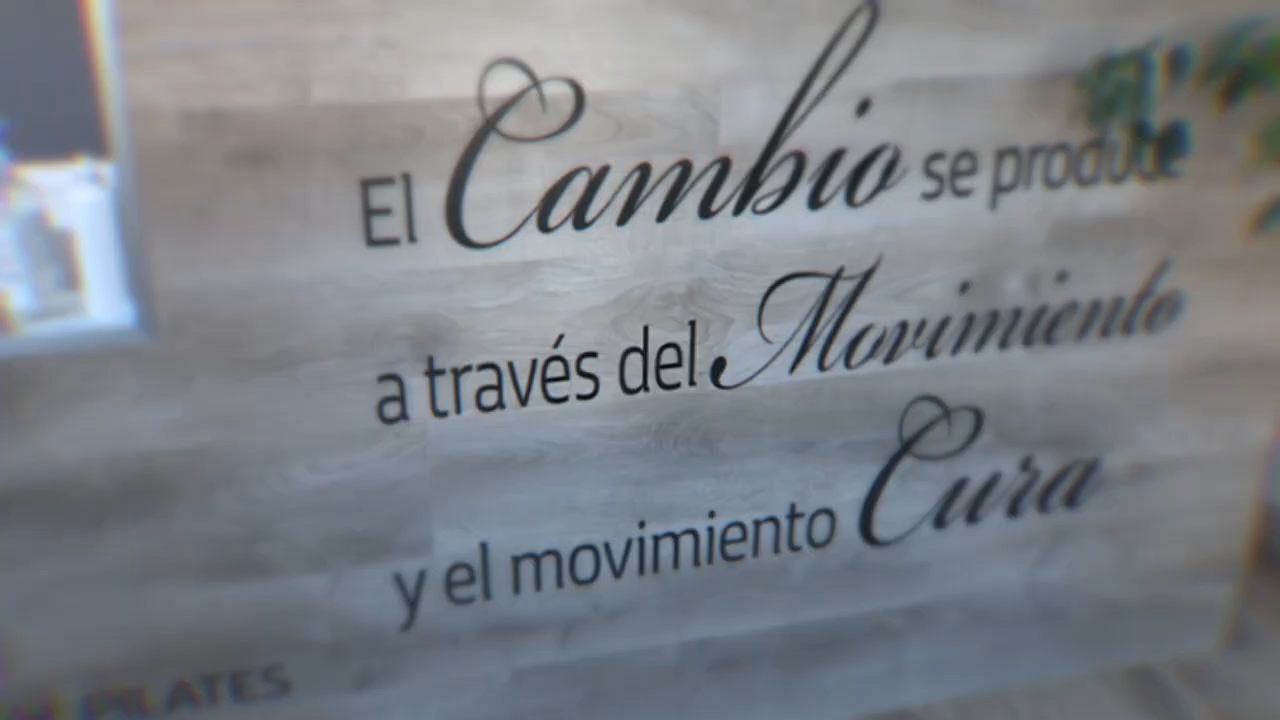 El Cambio se produce
a través del Movimiento
y el movimiento Cura
PILATES